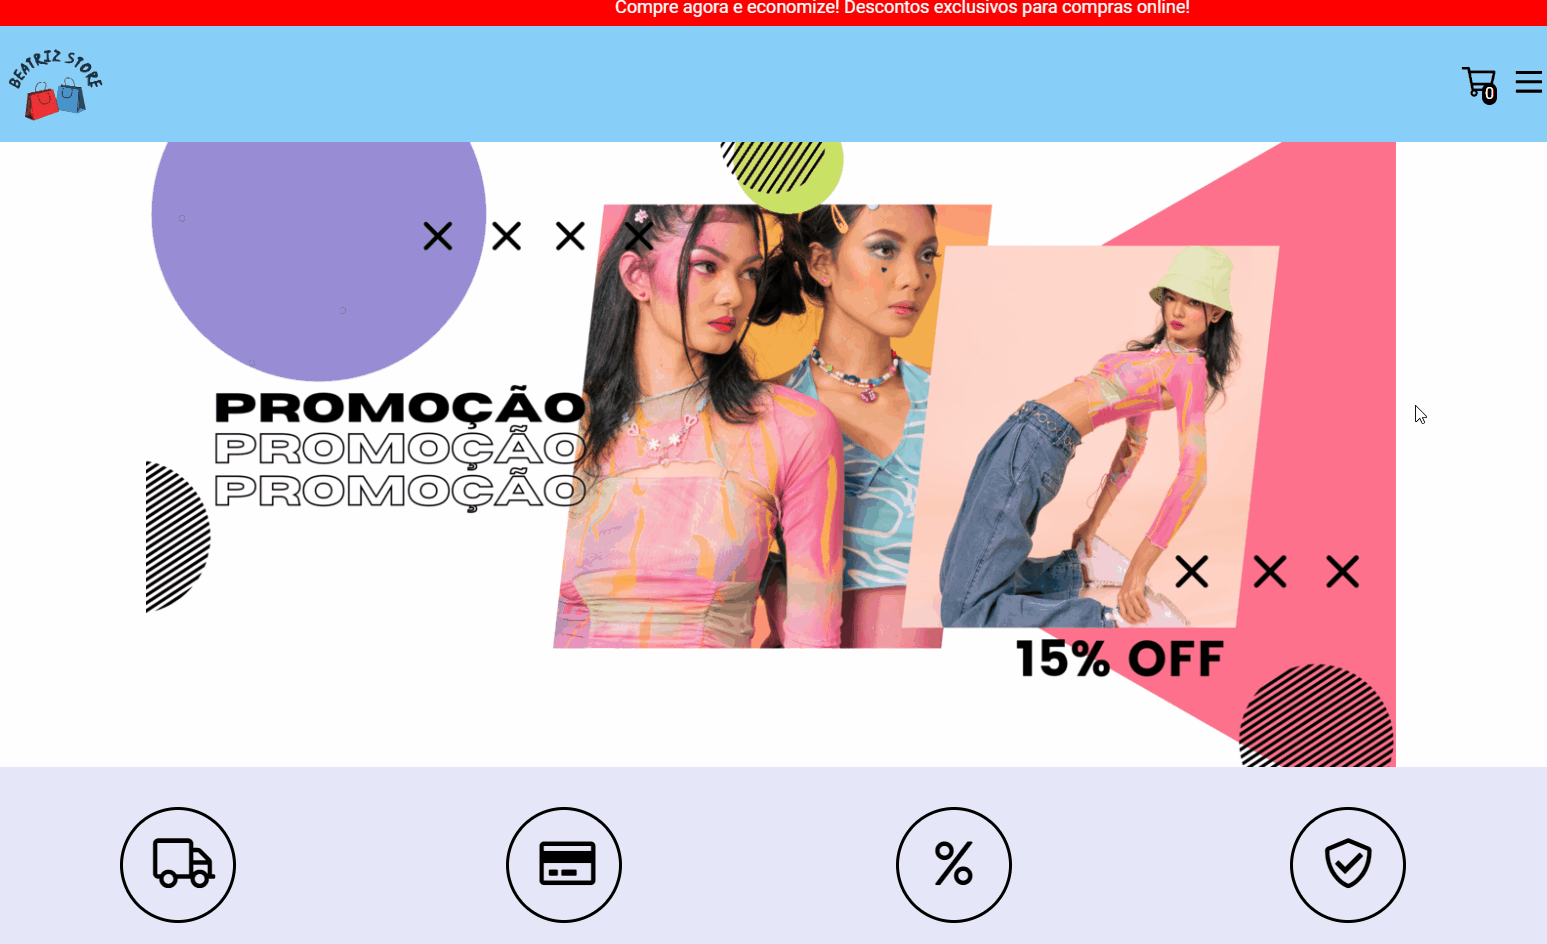 Compre agora e economize! Descontos exclusivos para compras online!
BEATRIZ STORE
0
PROMOÇÃO
PROMOÇÃO
PROMOÇÃO
15% OFF